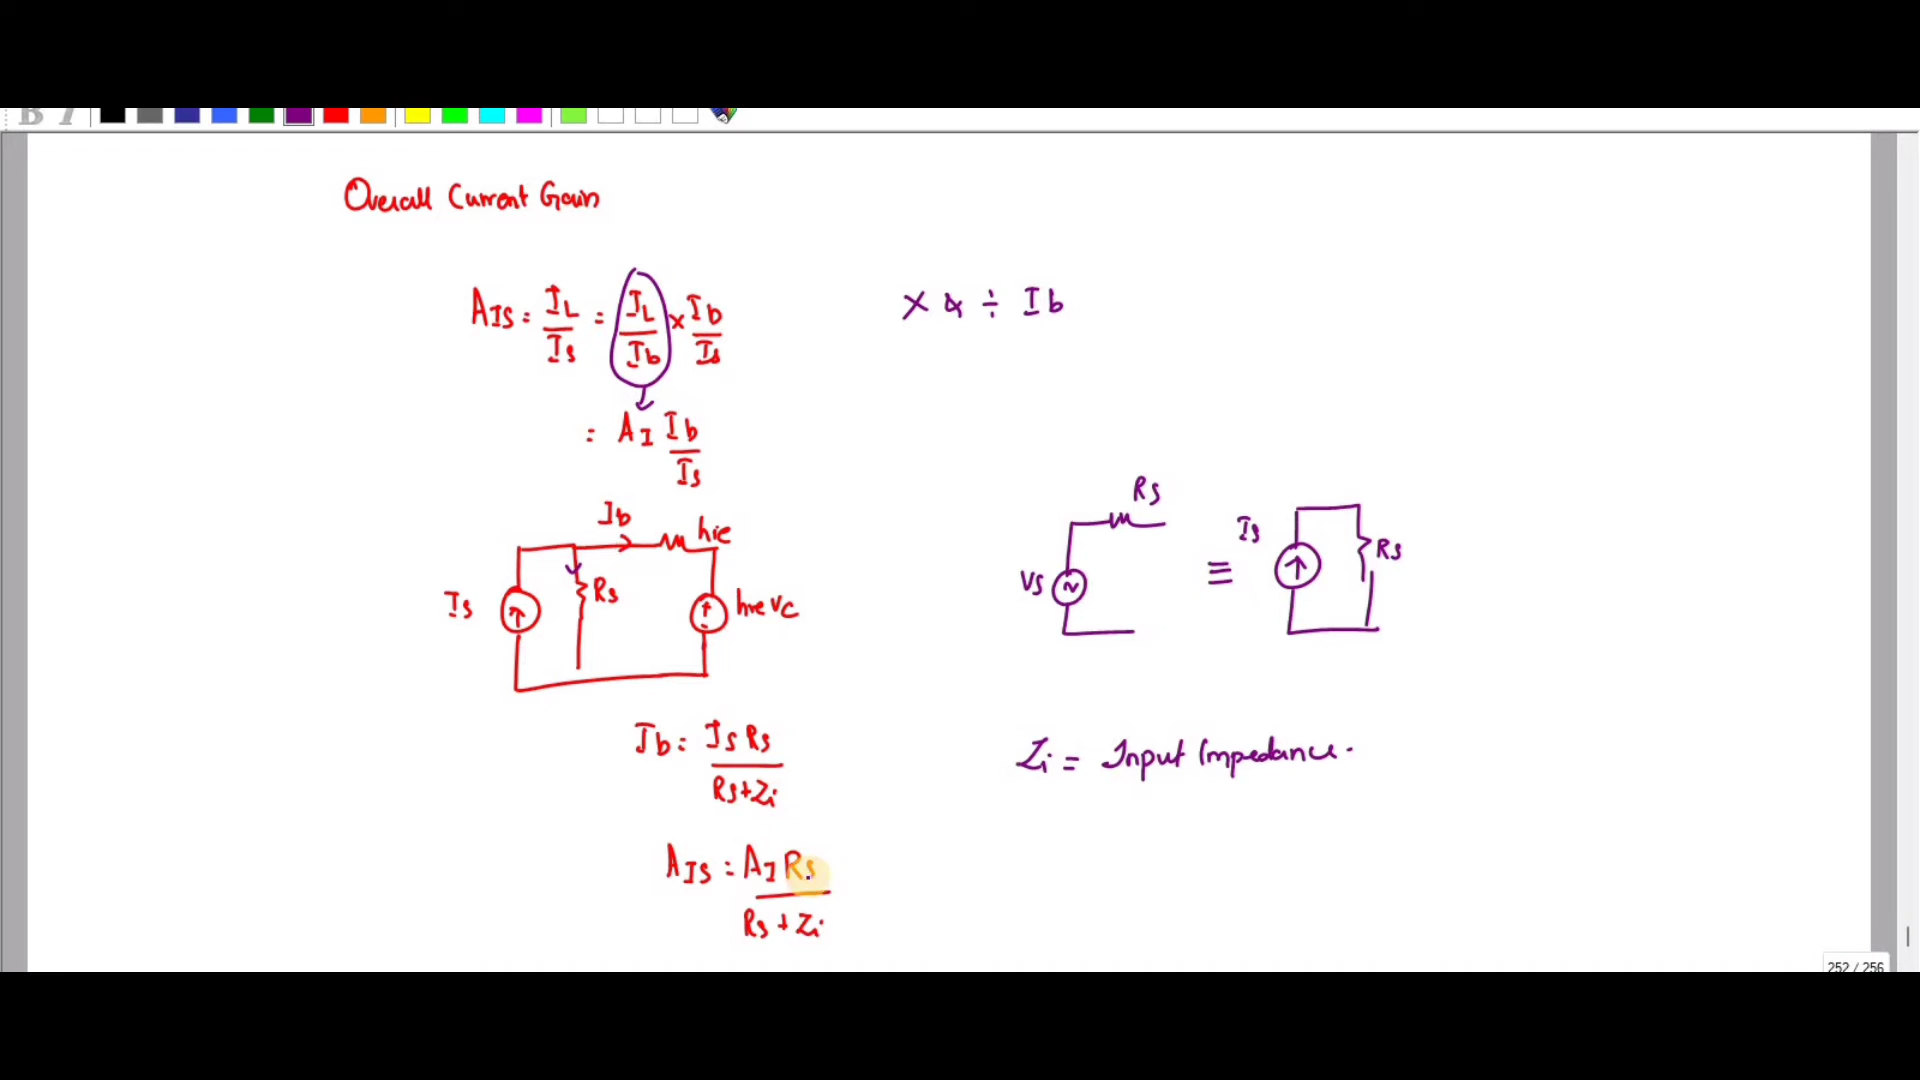 B I
Overall Current Gain
AIS = IL/Is = IL/Ib × Ib/Is
× & ÷ Ib
= AI Ib/Is
Ib
hie
Is
Rs
hre Vc
Rs
Vs
≡
Is
Rs
Ib = Is Rs / Rs+Zi
Zi = Input Impedance.
AIS = AI Rs / Rs + Zi
252 / 256